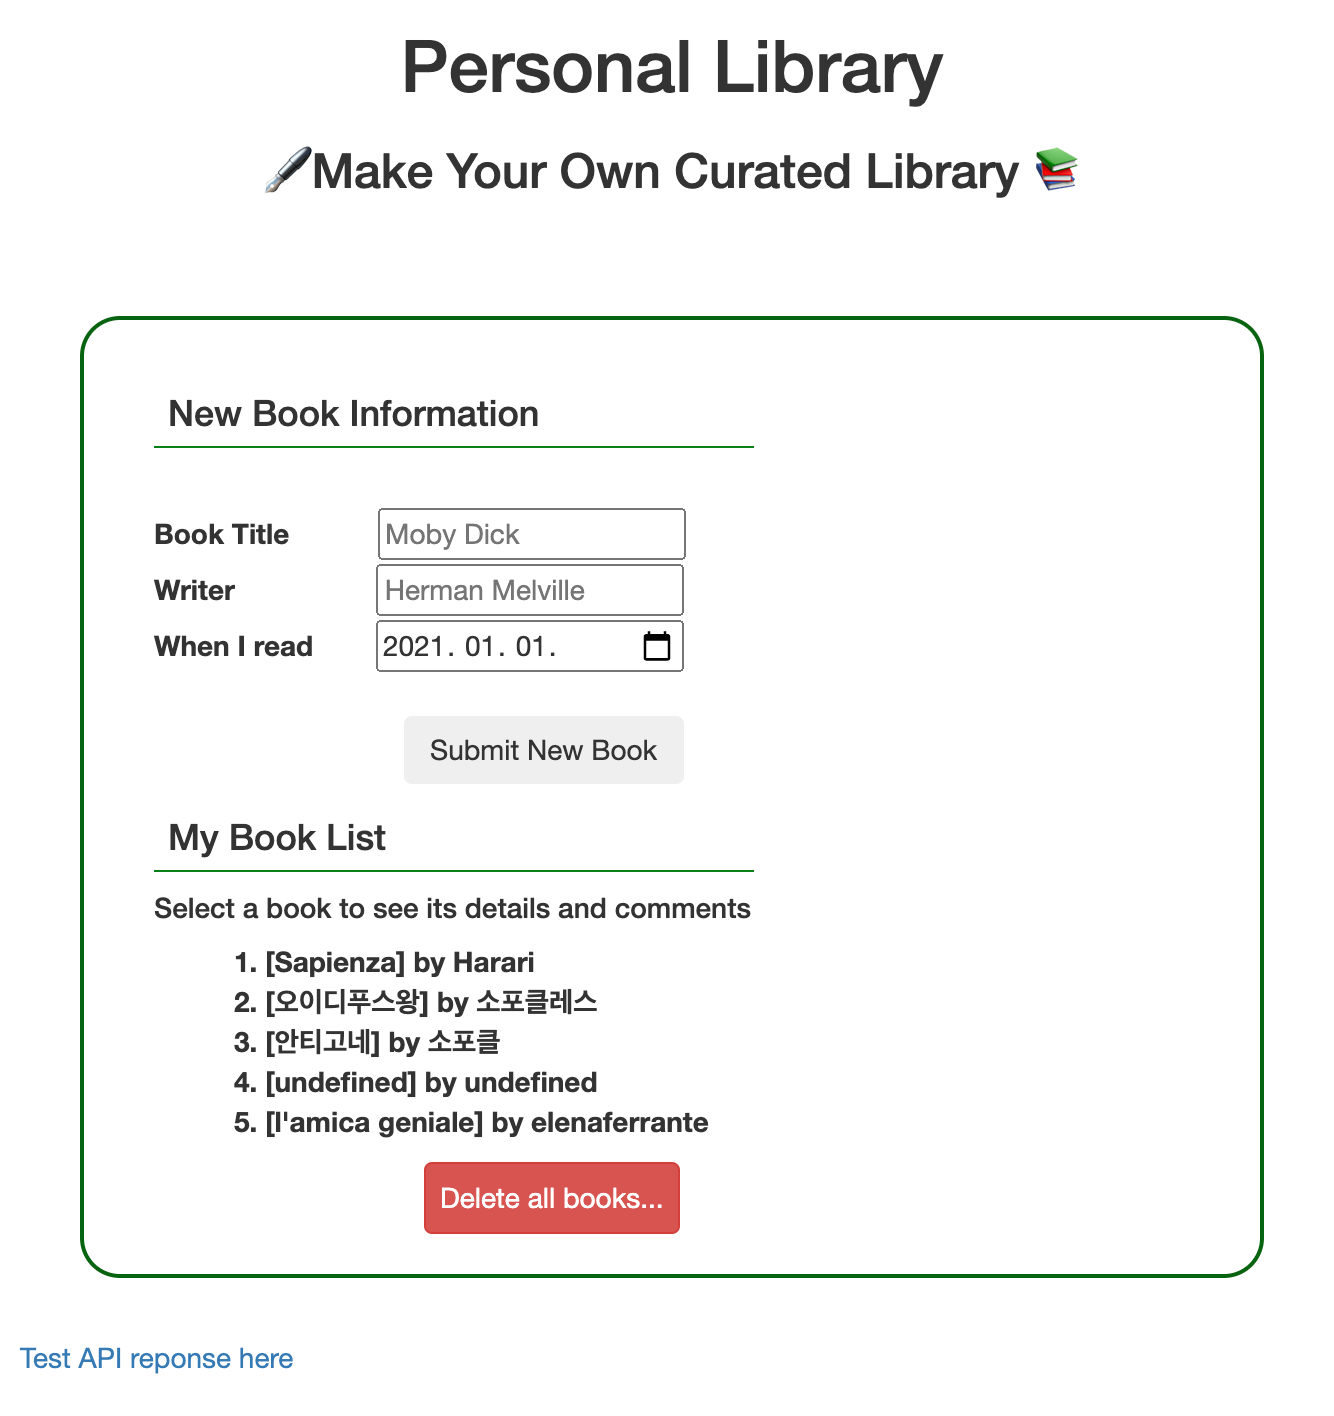 Personal Library
🖋️Make Your Own Curated Library 📚
New Book Information
Book Title Moby Dick
Writer Herman Melville
When I read 2021. 01. 01.
Submit New Book
My Book List
Select a book to see its details and comments
1. [Sapienza] by Harari
2. [오이디푸스왕] by 소포클레스
3. [안티고네] by 소포클
4. [undefined] by undefined
5. [l'amica geniale] by elenaferrante
Delete all books...
Test API reponse here